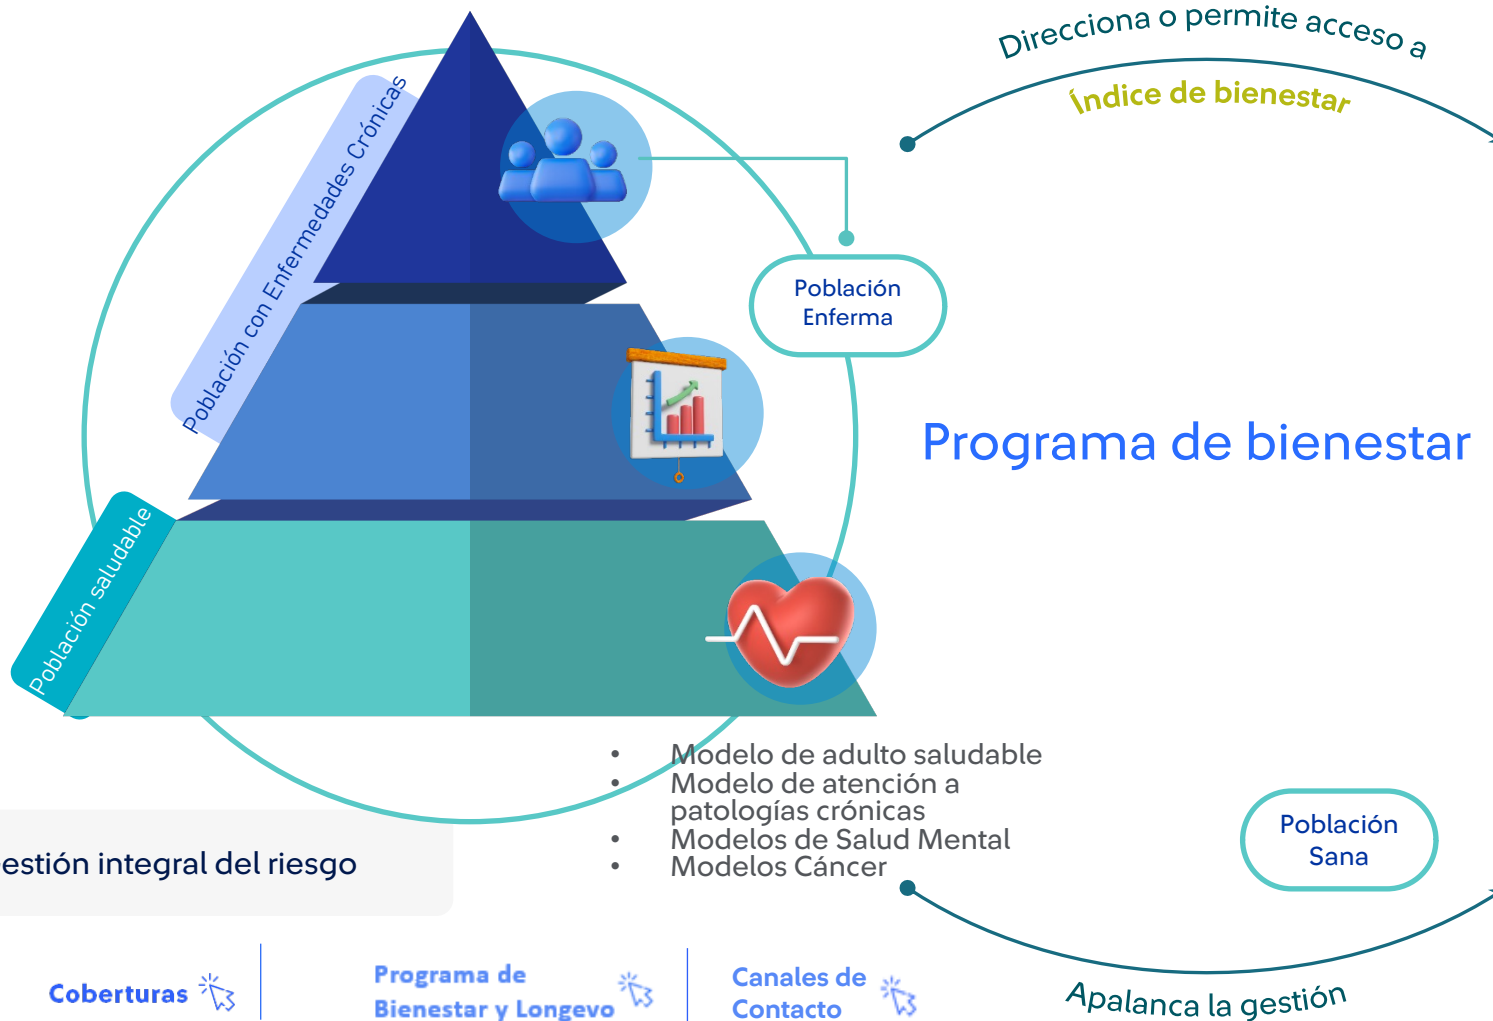 Direcciona o permite acceso a
Índice de bienestar
Población con Enfermedades Crónicas
Población
Enferma
Programa de bienestar
Población saludable
• Modelo de adulto saludable
• Modelo de atención a
patologías crónicas
• Modelos de Salud Mental
• Modelos Cáncer
Población
Sana
integral del riesgo
Coberturas
Programa de
Bienestar y Longevo
Canales de
Contacto
Apalanca la gestión